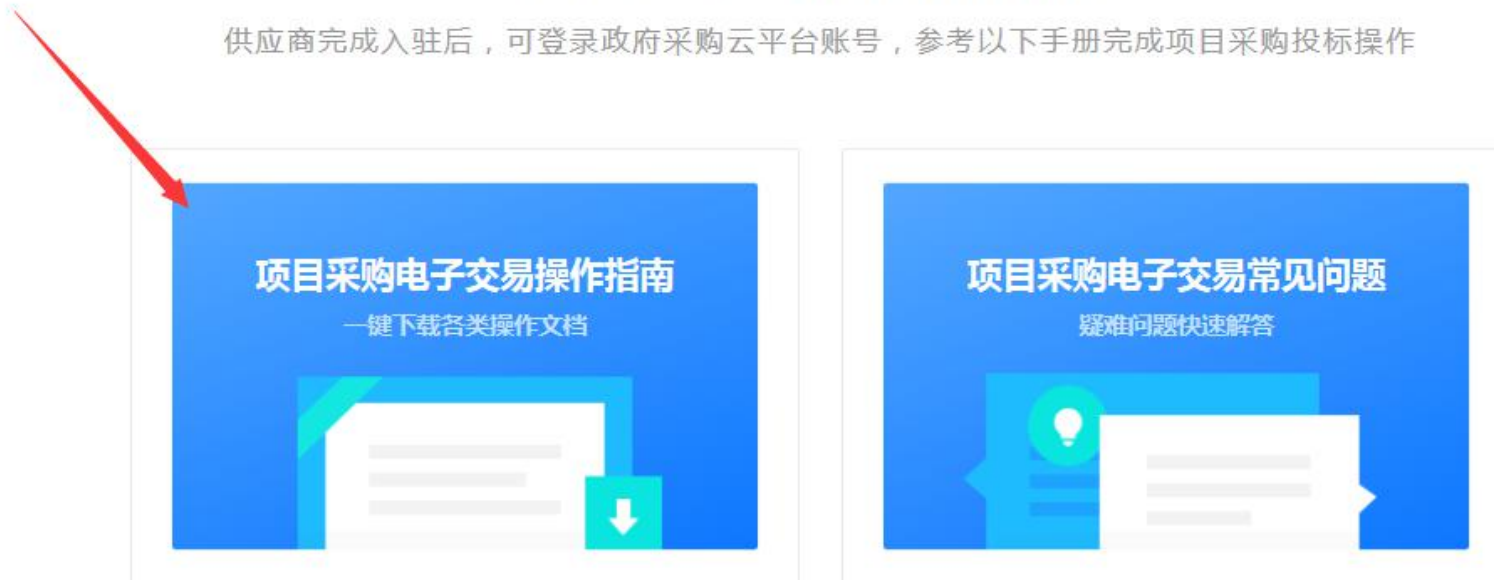 供应商完成入驻后，可登录政府采购云平台账号，参考以下手册完成项目采购投标操作
项目采购电子交易操作指南
一键下载各类操作文档
项目采购电子交易常见问题
疑难问题快速解答